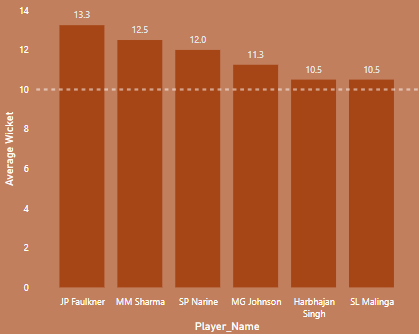 14
12
10
8
6
4
2
0
Average Wicket
13.3
12.5
12.0
11.3
10.5
10.5
JP Faulkner
MM Sharma
SP Narine
MG Johnson
Harbhajan
Singh
SL Malinga
Player_Name